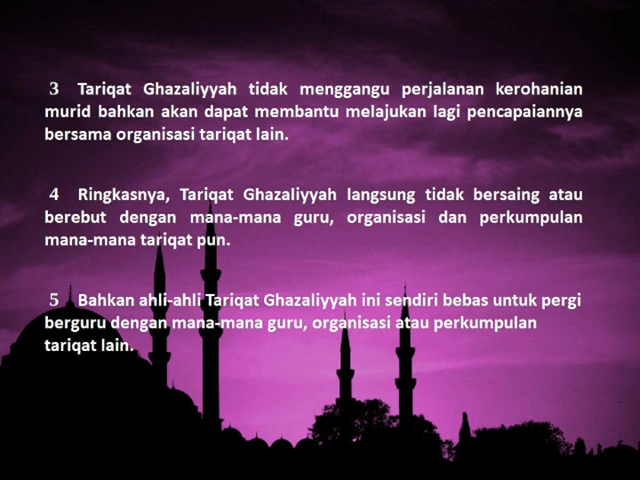 3 Tariqat Ghazaliyyah tidak menggangu perjalanan kerohanian
murid bahkan akan dapat membantu melajukan lagi pencapaiannya
bersama organisasi tariqat lain.
4 Ringkasnya, Tariqat Ghazaliyyah langsung tidak bersaing atau
berebut dengan mana-mana guru, organisasi dan perkumpulan
mana-mana tariqat pun.
5 Bahkan ahli-ahli Tariqat Ghazaliyyah ini sendiri bebas untuk pergi
berguru dengan mana-mana guru, organisasi atau perkumpulan
tariqat lain.